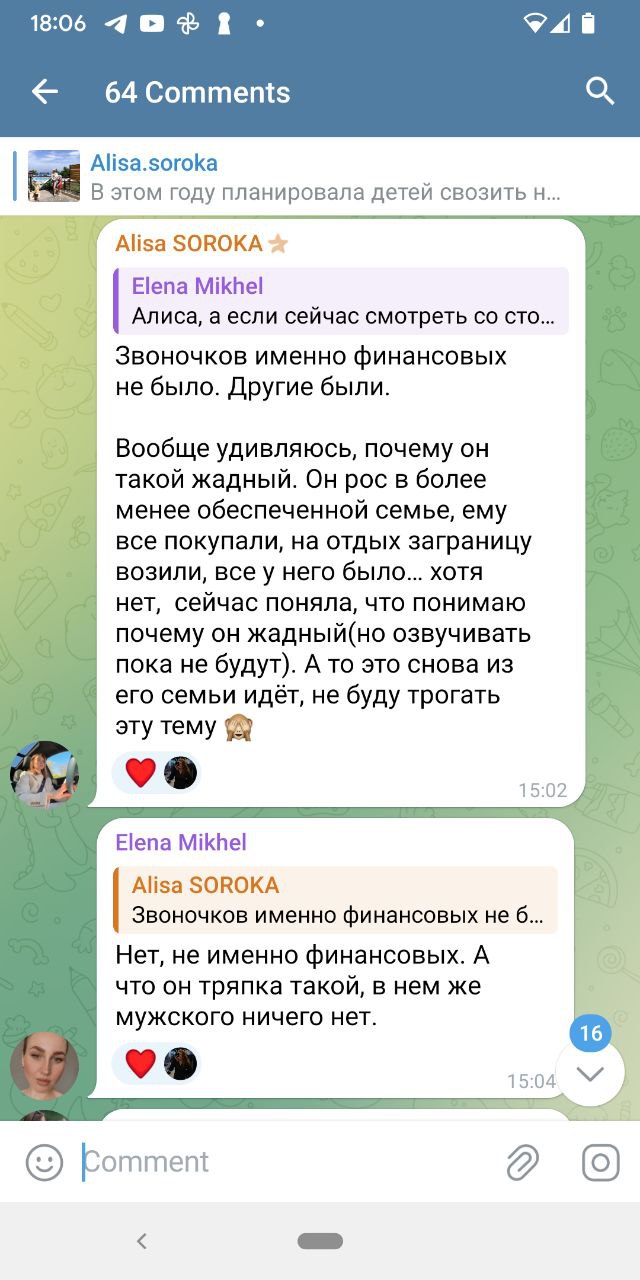 18:06
64 Comments
Alisa.soroka
В этом году планировала детей свозить н...
Alisa SOROKA
Elena Mikhel
Алиса, а если сейчас смотреть со сто...
Звоночков именно финансовых
не было. Другие были.
Вообще удивляюсь, почему он
такой жадный. Он рос в более
менее обеспеченной семье, ему
все покупали, на отдых заграницу
возили, все у него было... хотя
нет,  сейчас поняла, что понимаю
почему он жадный(но озвучивать
пока не будут). А то это снова из
его семьи идёт, не буду трогать
эту тему 🙈
15:02
Elena Mikhel
Alisa SOROKA
Звоночков именно финансовых не б...
Нет, не именно финансовых. А
что он тряпка такой, в нем же
мужского ничего нет.
15:04
16
Comment